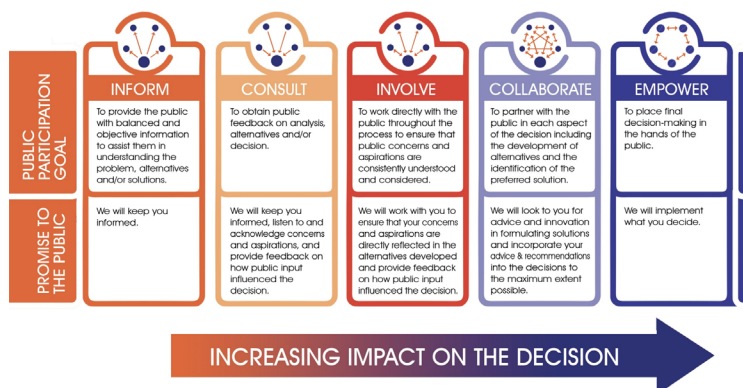 INFORM
CONSULT
INVOLVE
COLLABORATE
EMPOWER
PUBLIC
PARTICIPATION
GOAL
To provide the public
with balanced and
objective information
to assist them in
understanding the
problem, alternatives
and/or solutions.
To obtain public
feedback on analysis,
alternatives and/or
decision.
To work directly with the
public throughout the
process to ensure that
public concerns and
aspirations are
consistently understood
and considered.
To partner with the
public in each aspect
of the decision including
the development of
alternatives and the
identification of the
preferred solution.
To place final
decision-making in
the hands of the
public.
PROMISE TO
THE PUBLIC
We will keep you
informed.
We will keep you
informed, listen to and
acknowledge concerns
and aspirations, and
provide feedback on
how public input
influenced the
decision.
We will work with you to
ensure that your concerns
and aspirations are
directly reflected in the
alternatives developed
and provide feedback
on how public input
influenced the decision.
We will look to you for
advice and innovation
in formulating solutions
and incorporate your
advice & recommendations
into the decisions to
the maximum extent
possible.
We will implement
what you decide.
INCREASING IMPACT ON THE DECISION